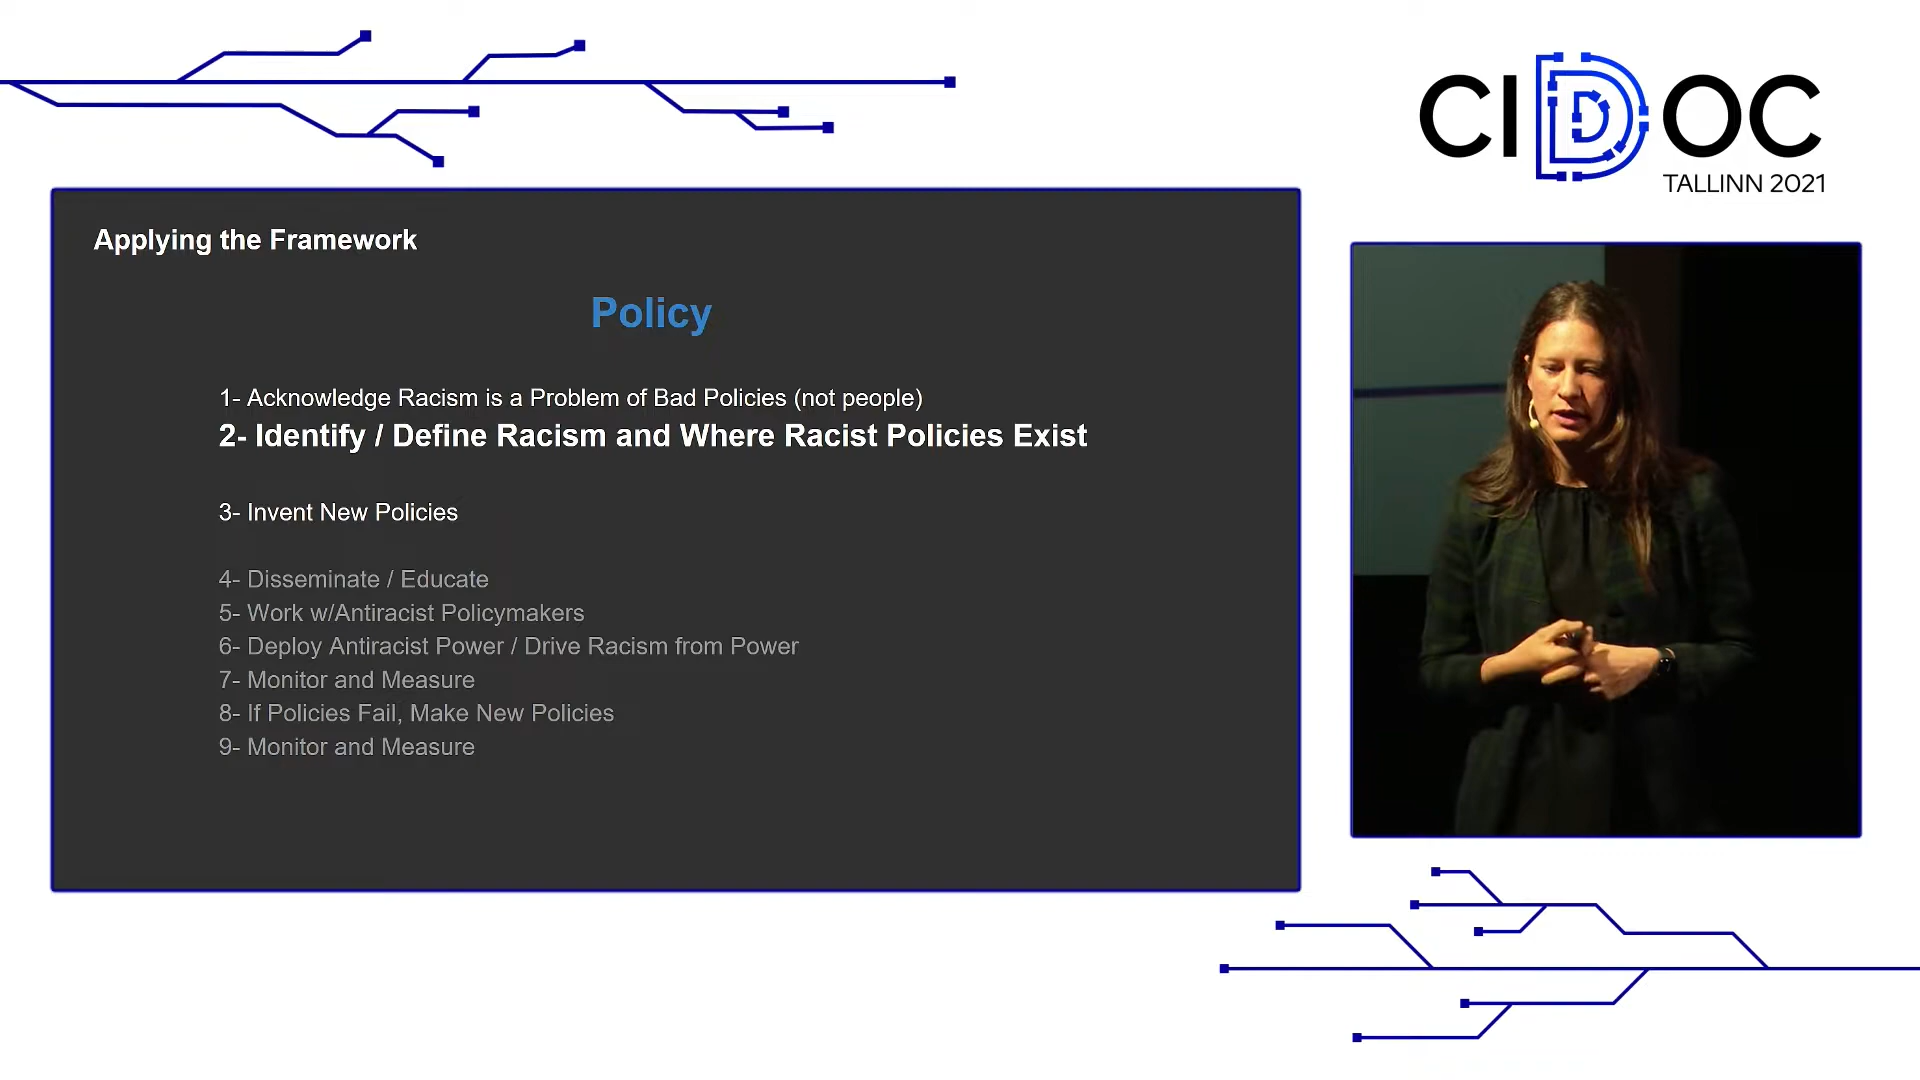 CIDOC
TALLINN 2021
Applying the Framework
Policy
1- Acknowledge Racism is a Problem of Bad Policies (not people)
2- Identify / Define Racism and Where Racist Policies Exist
3- Invent New Policies
4- Disseminate / Educate
5- Work w/Antiracist Policymakers
6- Deploy Antiracist Power / Drive Racism from Power
7- Monitor and Measure
8- If Policies Fail, Make New Policies
9- Monitor and Measure